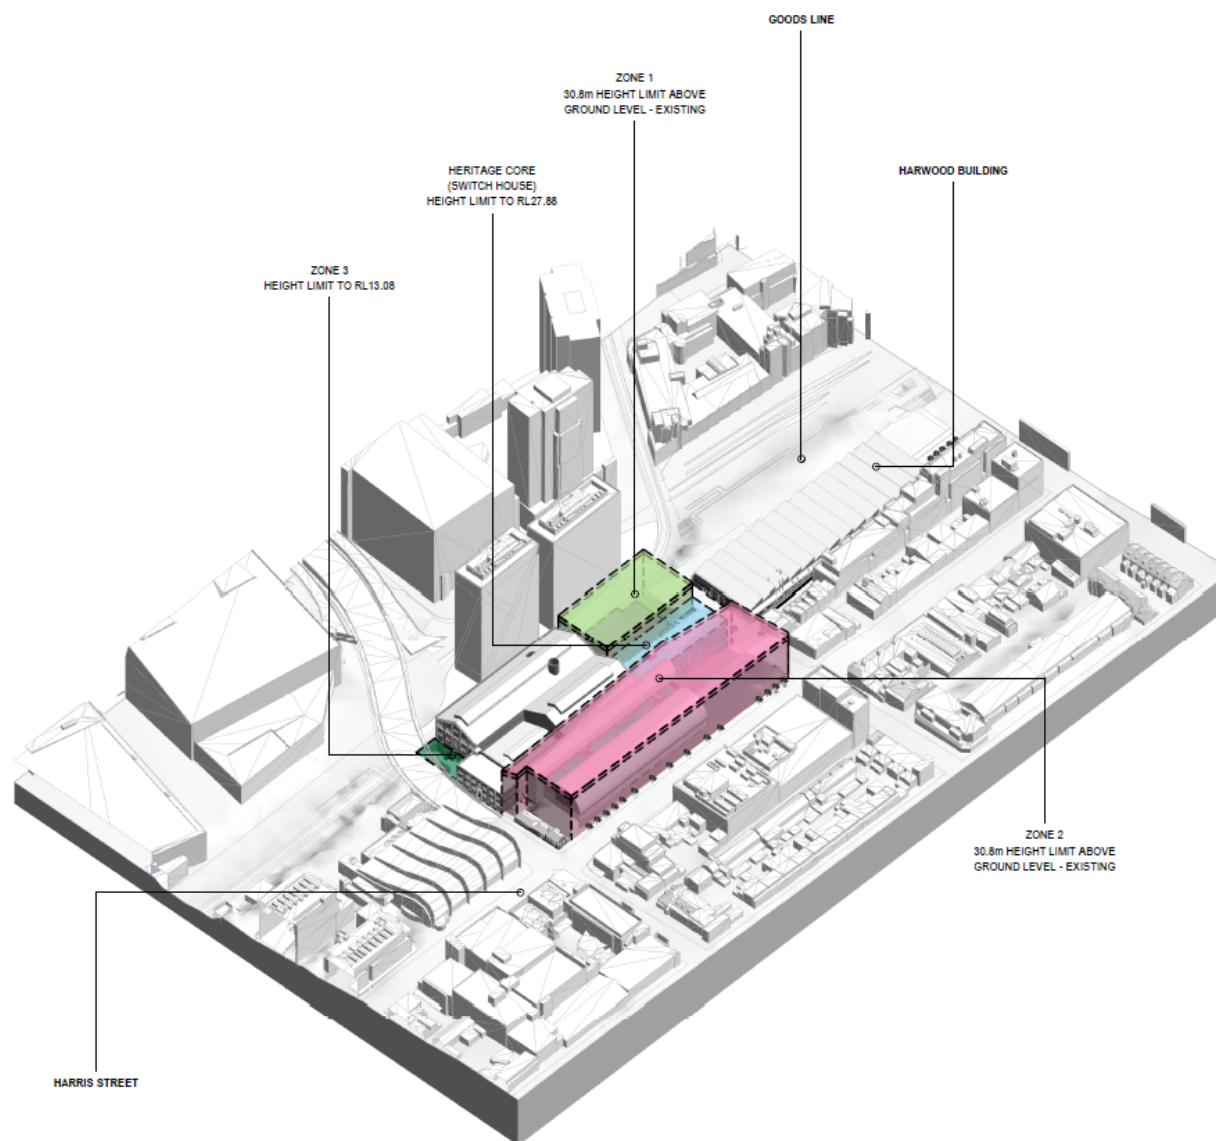 GOODS LINE
ZONE 1
30.8m HEIGHT LIMIT ABOVE
GROUND LEVEL - EXISTING
HERITAGE CORE
(SWITCH HOUSE)
HEIGHT LIMIT TO RL27.88
HARWOOD BUILDING
ZONE 3
HEIGHT LIMIT TO RL13.08
ZONE 2
30.8m HEIGHT LIMIT ABOVE
GROUND LEVEL - EXISTING
HARRIS STREET